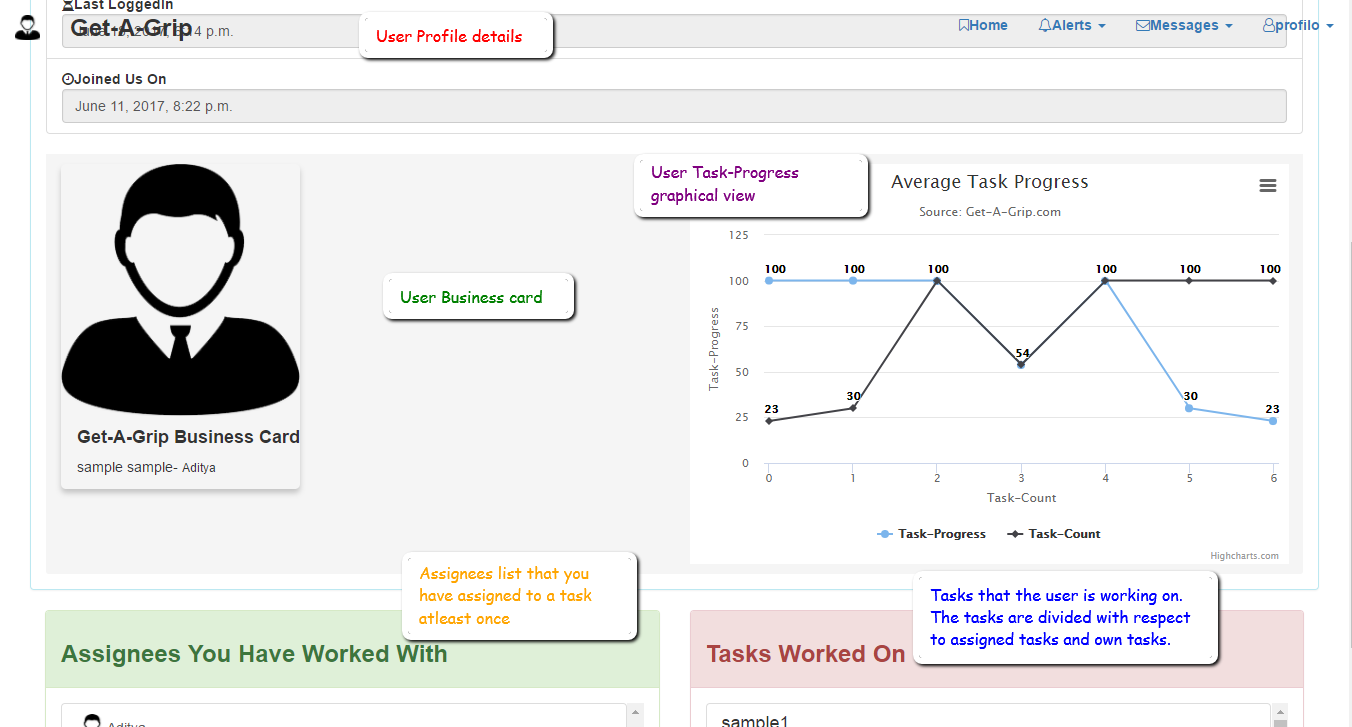 Last LoggedIn
Get-A-Grip
p.m.
User Profile details
Home
Alerts
Messages
profilo
Joined Us On
June 11, 2017, 8:22 p.m.
User Task-Progress
graphical view
Average Task Progress
Source: Get-A-Grip.com
User Business card
Get-A-Grip Business Card
sample sample- Aditya
125
100
75
50
25
0
Task-Progress
100 100 100 54 100 100 100
23 30 30 23
0 1 2 3 4 5 6
Task-Count
Task-Progress Task-Count
Highcharts.com
Assignees list that you
have assigned to a task
atleast once
Tasks that the user is working on.
The tasks are divided with respect
to assigned tasks and own tasks.
Assignees You Have Worked With
Tasks Worked On
Aditya
sample1